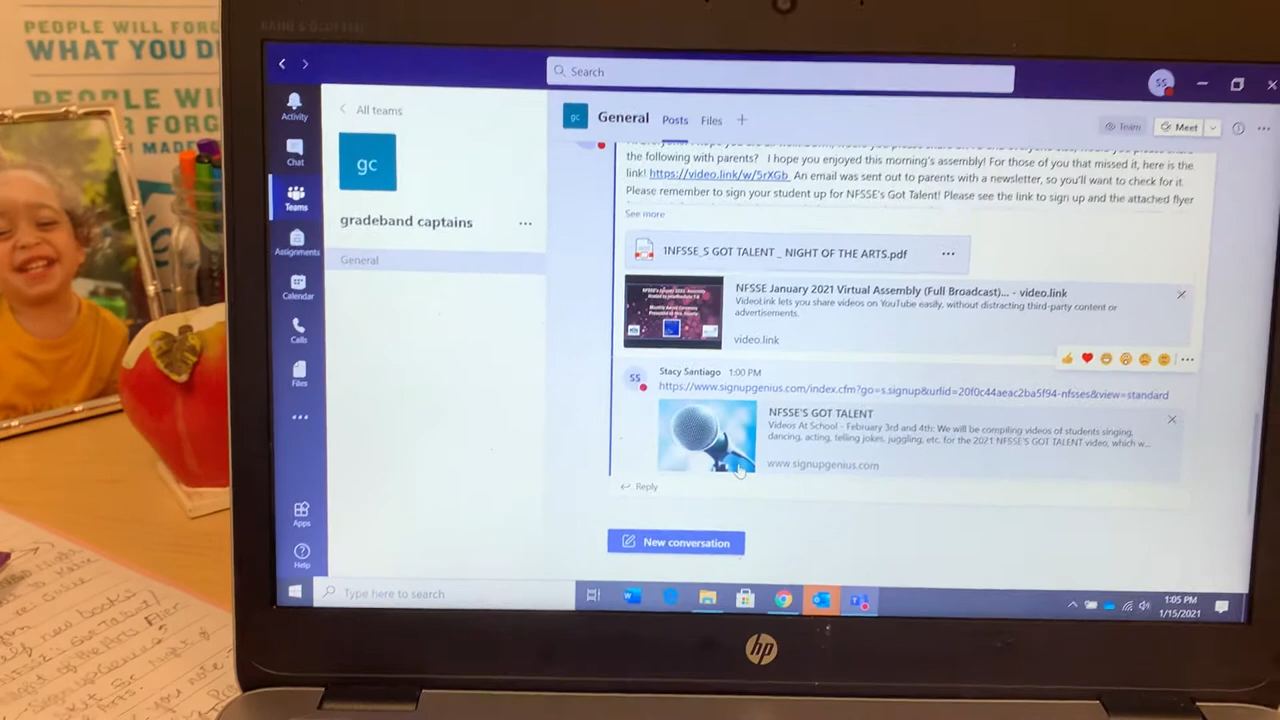 PEOPLE WILL FORG
WHAT YOU D
PEOPLE WI
R FORG
MADE
Search
SS
Activity
Chat
Teams
Assignments
Calendar
Calls
Files
Apps
Help
All teams
gc
gradeband captains
General
gc
General
Posts
Files
Team
Meet
the following with parents? I hope you enjoyed this morning's assembly! For those of you that missed it, here is the
link! https://video.link/w/5rXGb An email was sent out to parents with a newsletter, so you'll want to check for it.
Please remember to sign your student up for NFSSE's Got Talent! Please see the link to sign up and the attached flyer
See more
1NFSSE_S GOT TALENT _ NIGHT OF THE ARTS.pdf
NFSSE January 2021 Virtual Assembly (Full Broadcast)... - video.link
VideoLink lets you share videos on YouTube easily, without distracting third-party content or
advertisements.
video.link
SS
Stacy Santiago 1:00 PM
https://www.signupgenius.com/index.cfm?go=s.signup&urlid=20f0c44aeac2ba5f94-nfsses&view=standard
NFSSE'S GOT TALENT
Videos At School - February 3rd and 4th: We will be compiling videos of students singing,
dancing, acting, telling jokes, juggling, etc. for the 2021 NFSSE'S GOT TALENT video, which w...
www.signupgenius.com
Reply
New conversation
Type here to search
1:05 PM
1/15/2021
hp
new books